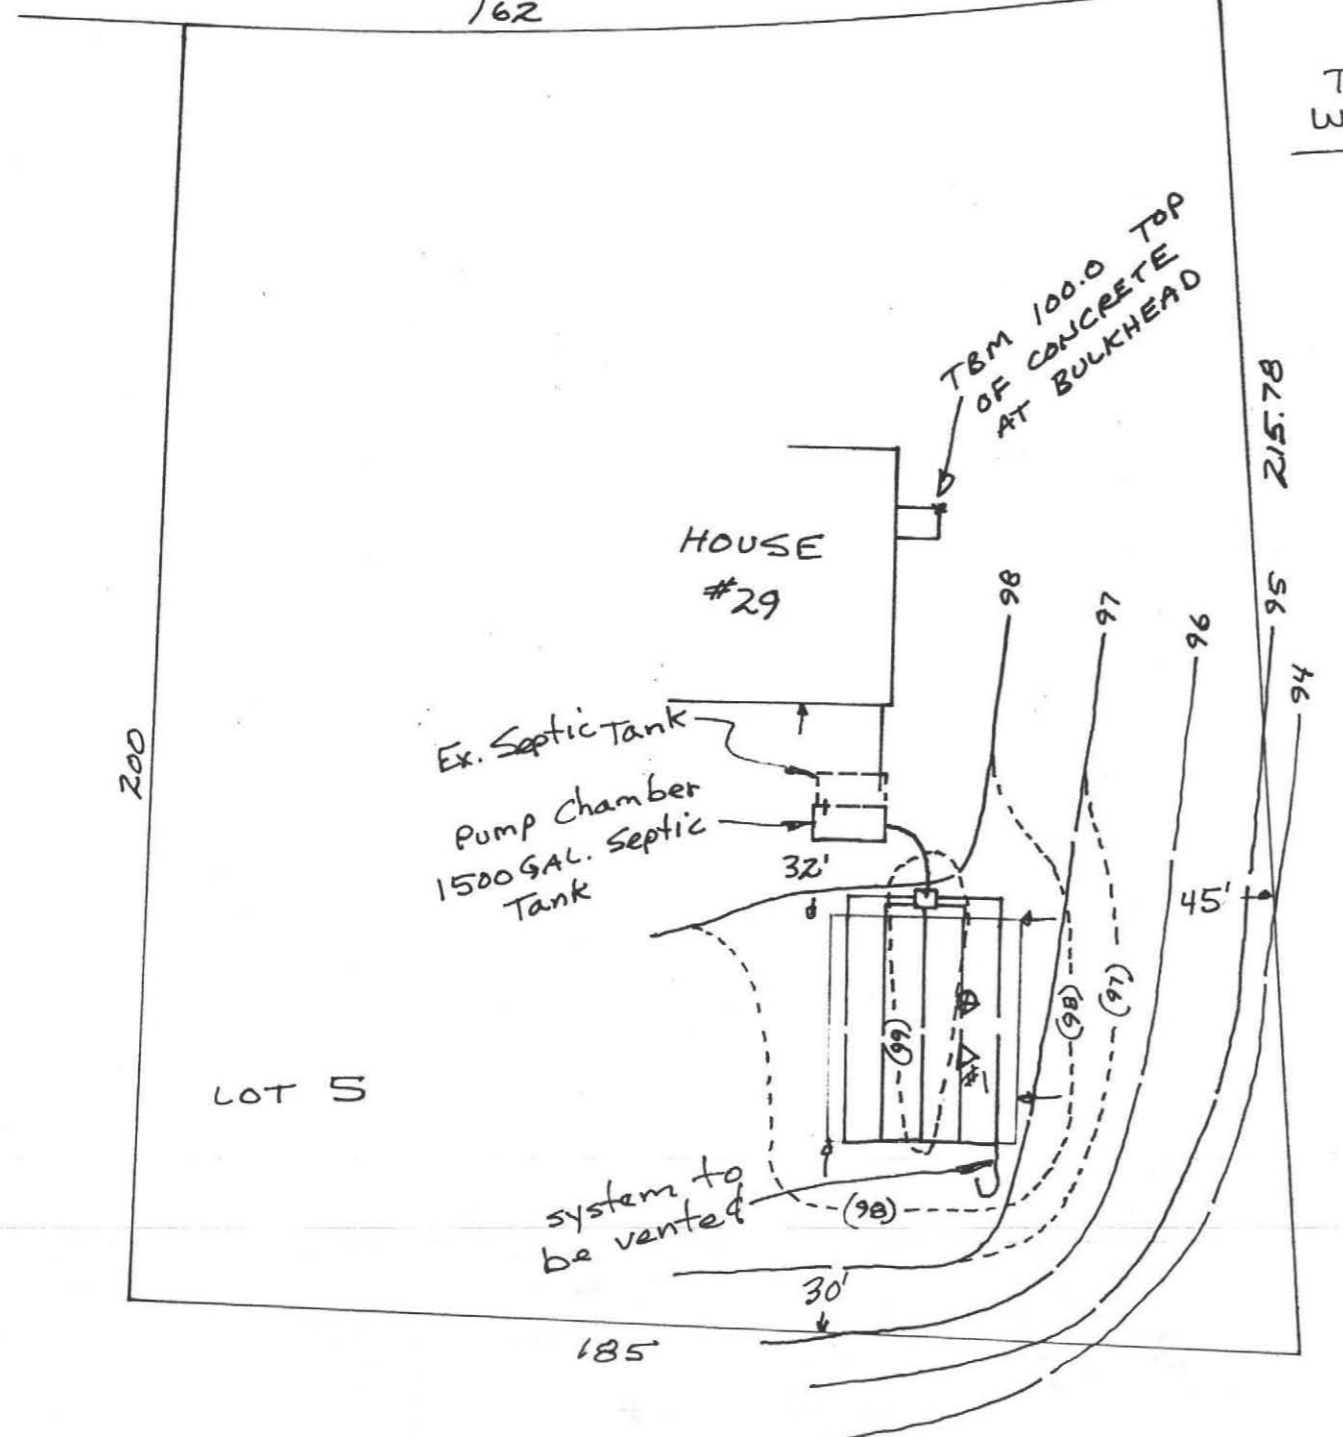 162
TBM 100.0 TOP
OF CONCRETE
AT BULKHEAD
215.78
HOUSE
#29
98
97
96
95
94
Ex. Septic Tank
Pump Chamber
1500 GAL. Septic
Tank
200
32'
45'
(99)
(98)
(97)
#1
LOT 5
system to
be vented
(98)
30'
185